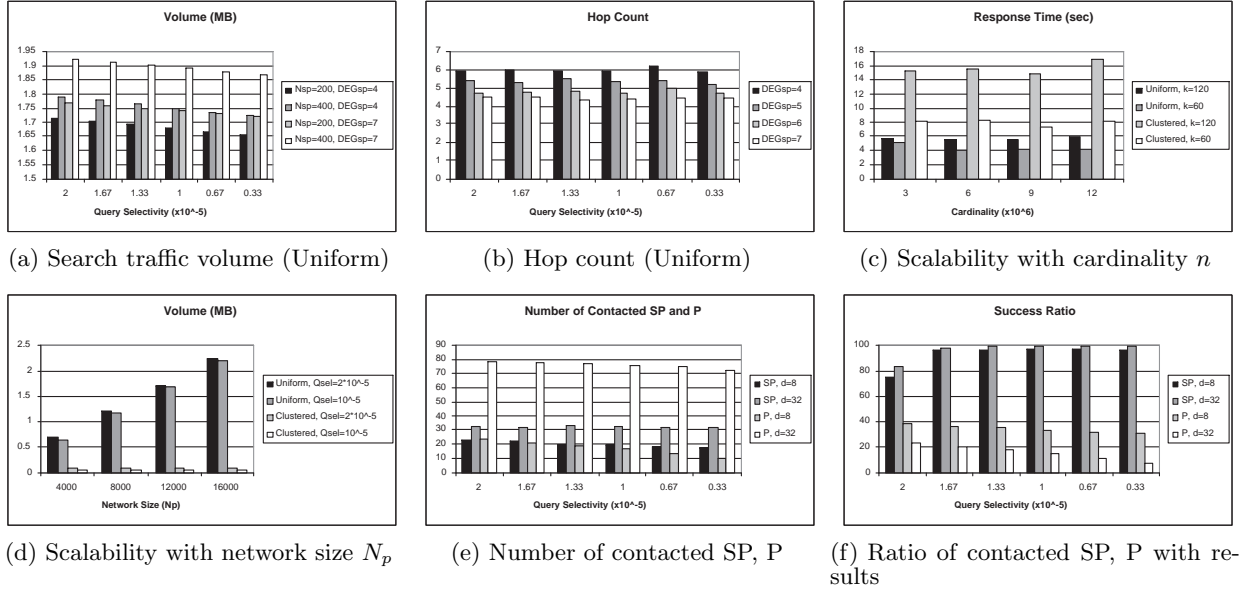 Volume (MB)
1.95
1.9
1.85
1.8
1.75
1.7
1.65
1.6
1.55
1.5
2 1.67 1.33 1 0.67 0.33
Query Selectivity (x10^-5)
Nsp=200, DEGsp=4
Nsp=400, DEGsp=4
Nsp=200, DEGsp=7
Nsp=400, DEGsp=7
(a) Search traffic volume (Uniform)
Hop Count
7
6
5
4
3
2
1
0
2 1.67 1.33 1 0.67 0.33
Query Selectivity (x10^-5)
DEGsp=4
DEGsp=5
DEGsp=6
DEGsp=7
(b) Hop count (Uniform)
Response Time (sec)
18
16
14
12
10
8
6
4
2
0
3 6 9 12
Cardinality (x10^6)
Uniform, k=120
Uniform, k=60
Clustered, k=120
Clustered, k=60
(c) Scalability with cardinality n
Volume (MB)
2.5
2
1.5
1
0.5
0
4000 8000 12000 16000
Network Size (Np)
Uniform, Qsel=2*10^-5
Uniform, Qsel=10^-5
Clustered, Qsel=2*10^-5
Clustered, Qsel=10^-5
(d) Scalability with network size Np
Number of Contacted SP and P
90
80
70
60
50
40
30
20
10
0
2 1.67 1.33 1 0.67 0.33
Query Selectivity (x10^-5)
SP, d=8
SP, d=32
P, d=8
P, d=32
(e) Number of contacted SP, P
Success Ratio
100
80
60
40
20
0
2 1.67 1.33 1 0.67 0.33
Query Selectivity (x10^-5)
SP, d=8
SP, d=32
P, d=8
P, d=32
(f) Ratio of contacted SP, P with re-
sults